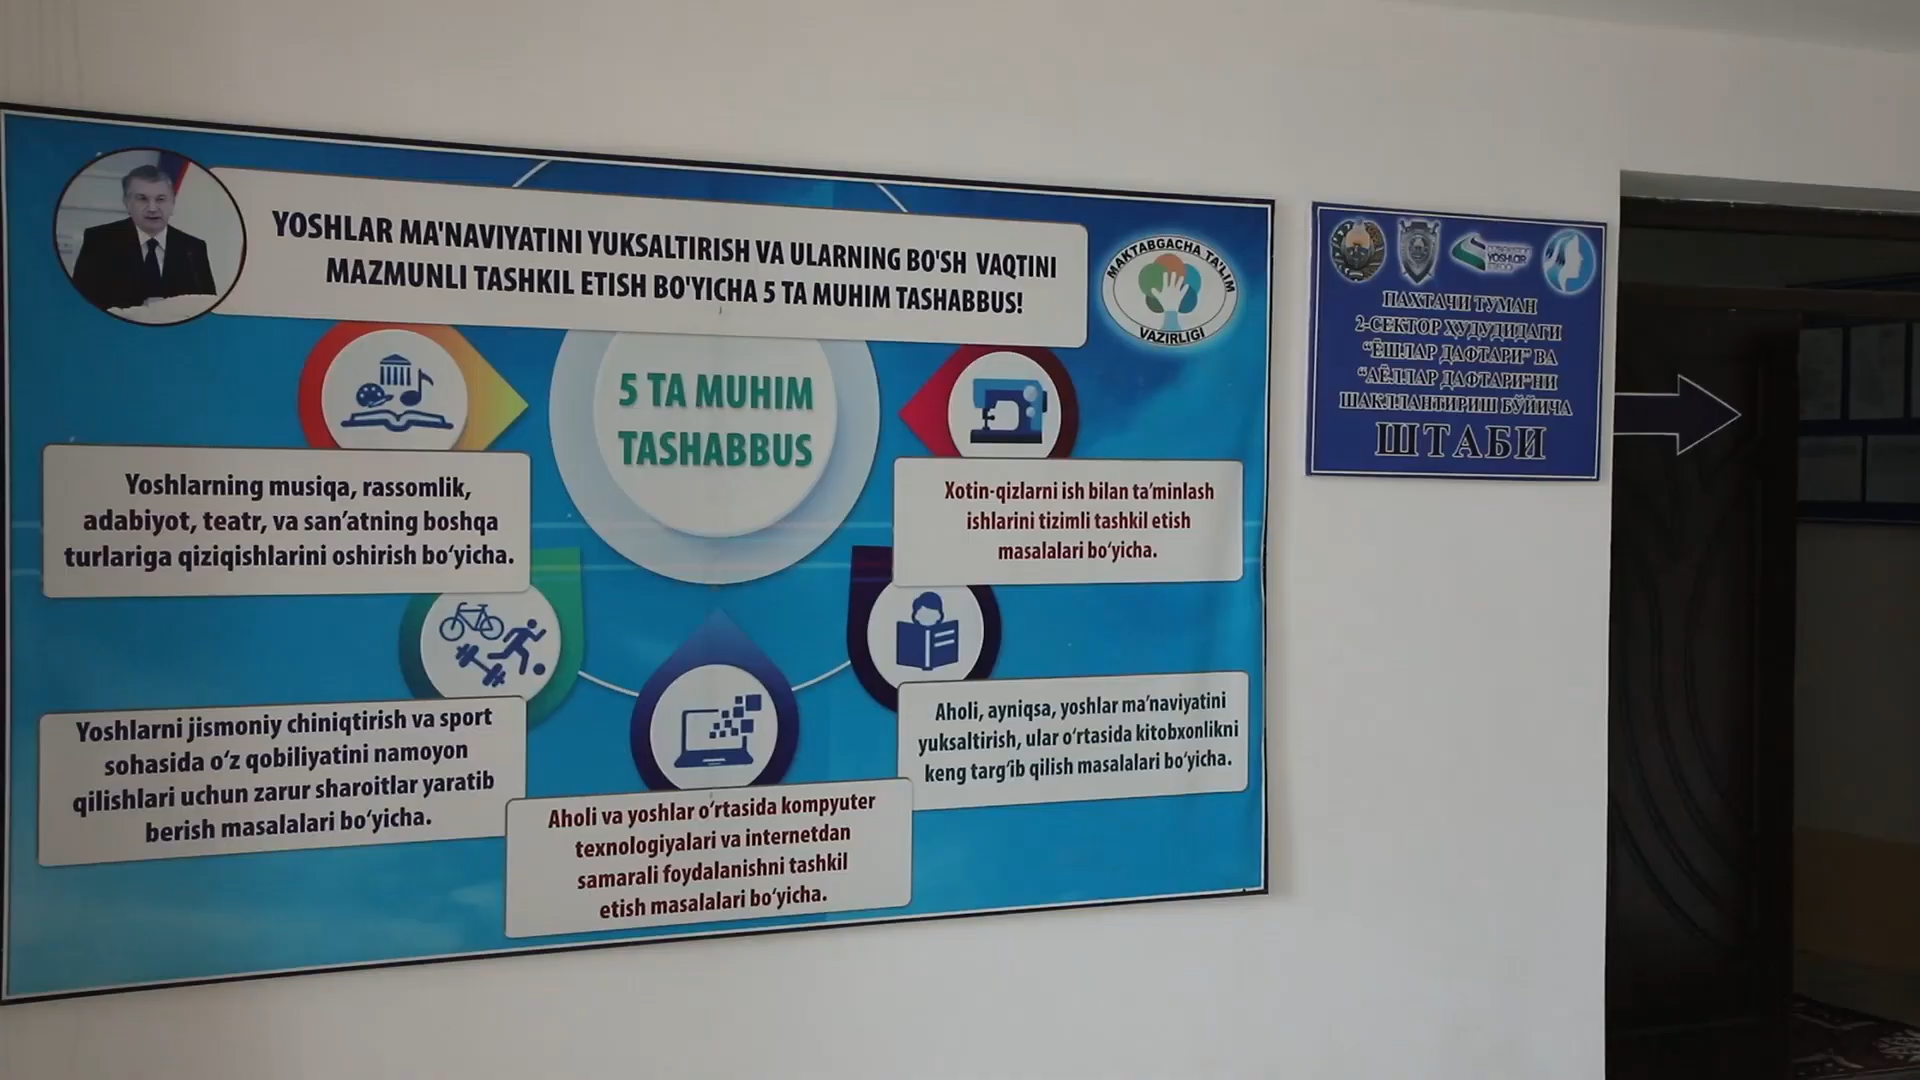 YOSHLAR MA'NAVIYATINI YUKSALTIRISH VA ULARNING BO'SH VAQTINI
MAZMUNLI TASHKIL ETISH BO'YICHA 5 TA MUHIM TASHABBUS!
MAKTABGACHA TA'LIM
VAZIRLIGI
5 TA MUHIM
TASHABBUS
Yoshlarning musiqa, rassomlik,
adabiyot, teatr, va san’atning boshqa
turlariga qiziqishlarini oshirish bo‘yicha.
Xotin-qizlarni ish bilan ta’minlash
ishlarini tizimli tashkil etish
masalalari bo‘yicha.
Yoshlarni jismoniy chiniqtirish va sport
sohasida o‘z qobiliyatini namoyon
qilishlari uchun zarur sharoitlar yaratib
berish masalalari bo‘yicha.
Aholi, ayniqsa, yoshlar ma’naviyatini
yuksaltirish, ular o‘rtasida kitobxonlikni
keng targ‘ib qilish masalalari bo‘yicha.
Aholi va yoshlar o‘rtasida kompyuter
texnologiyalari va internetdan
samarali foydalanishni tashkil
etish masalalari bo‘yicha.
YOSHLAR
ПАХТАЧИ ТУМАН
2-СЕКТОР ҲУДУДИДАГИ
“ЁШЛАР ДАФТАРИ” ВА
“АЁЛЛАР ДАФТАРИ”НИ
ШАКЛЛАНТИРИШ БЎЙИЧА
ШТАБИ